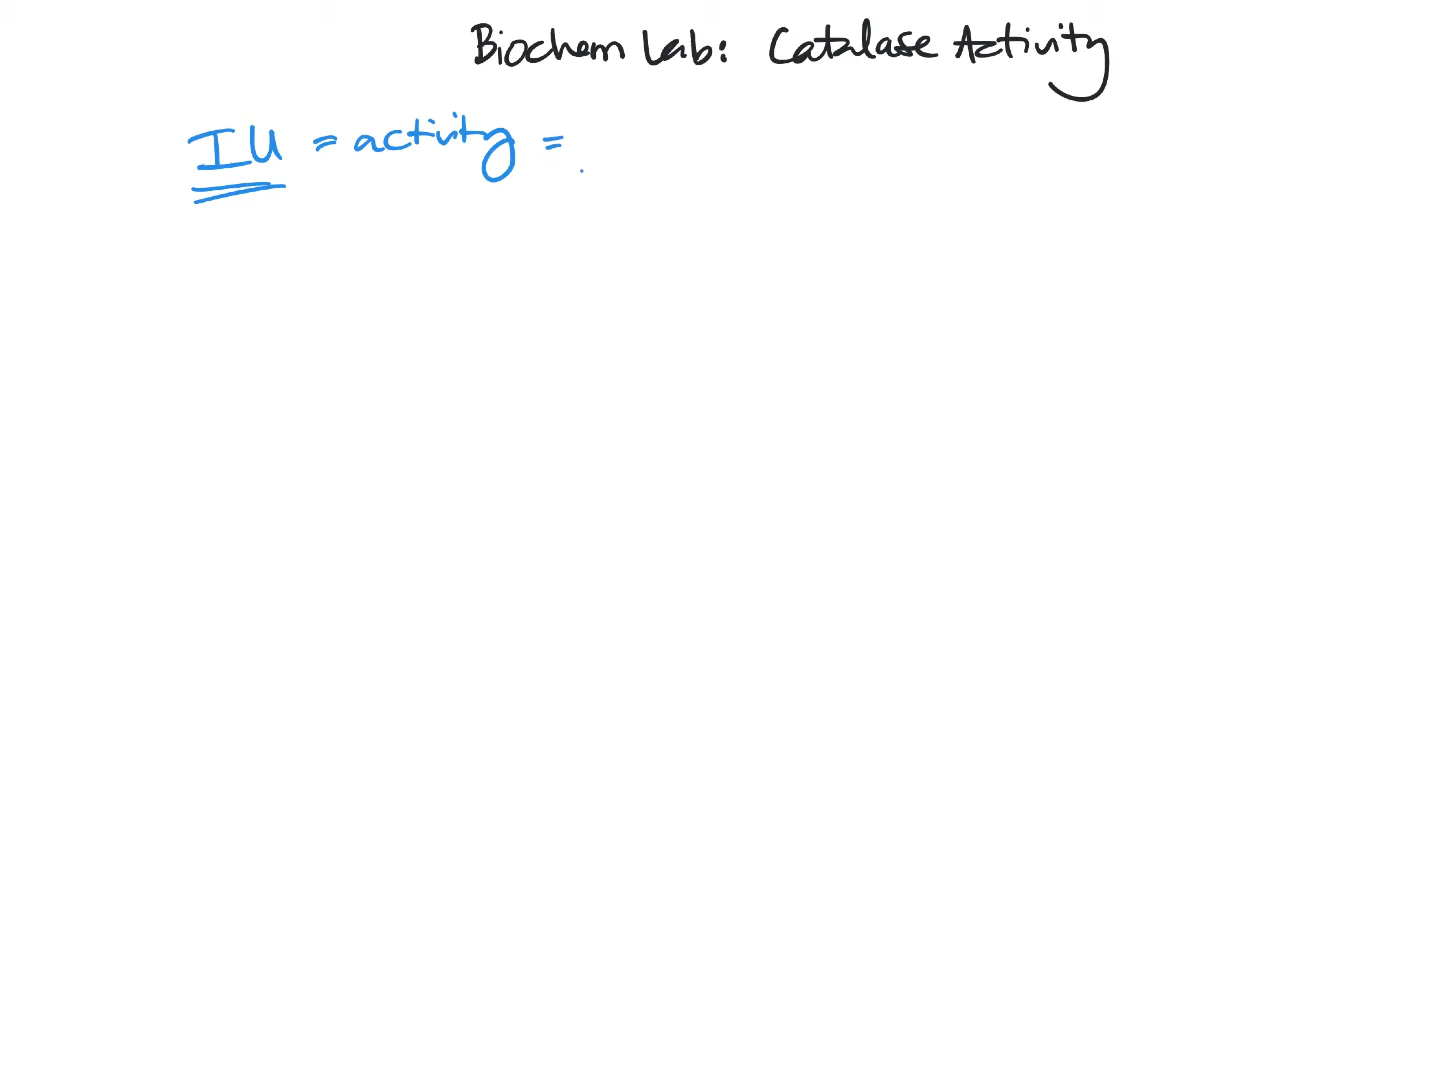 Biochem Lab: Catalase Activity
IU = activity =